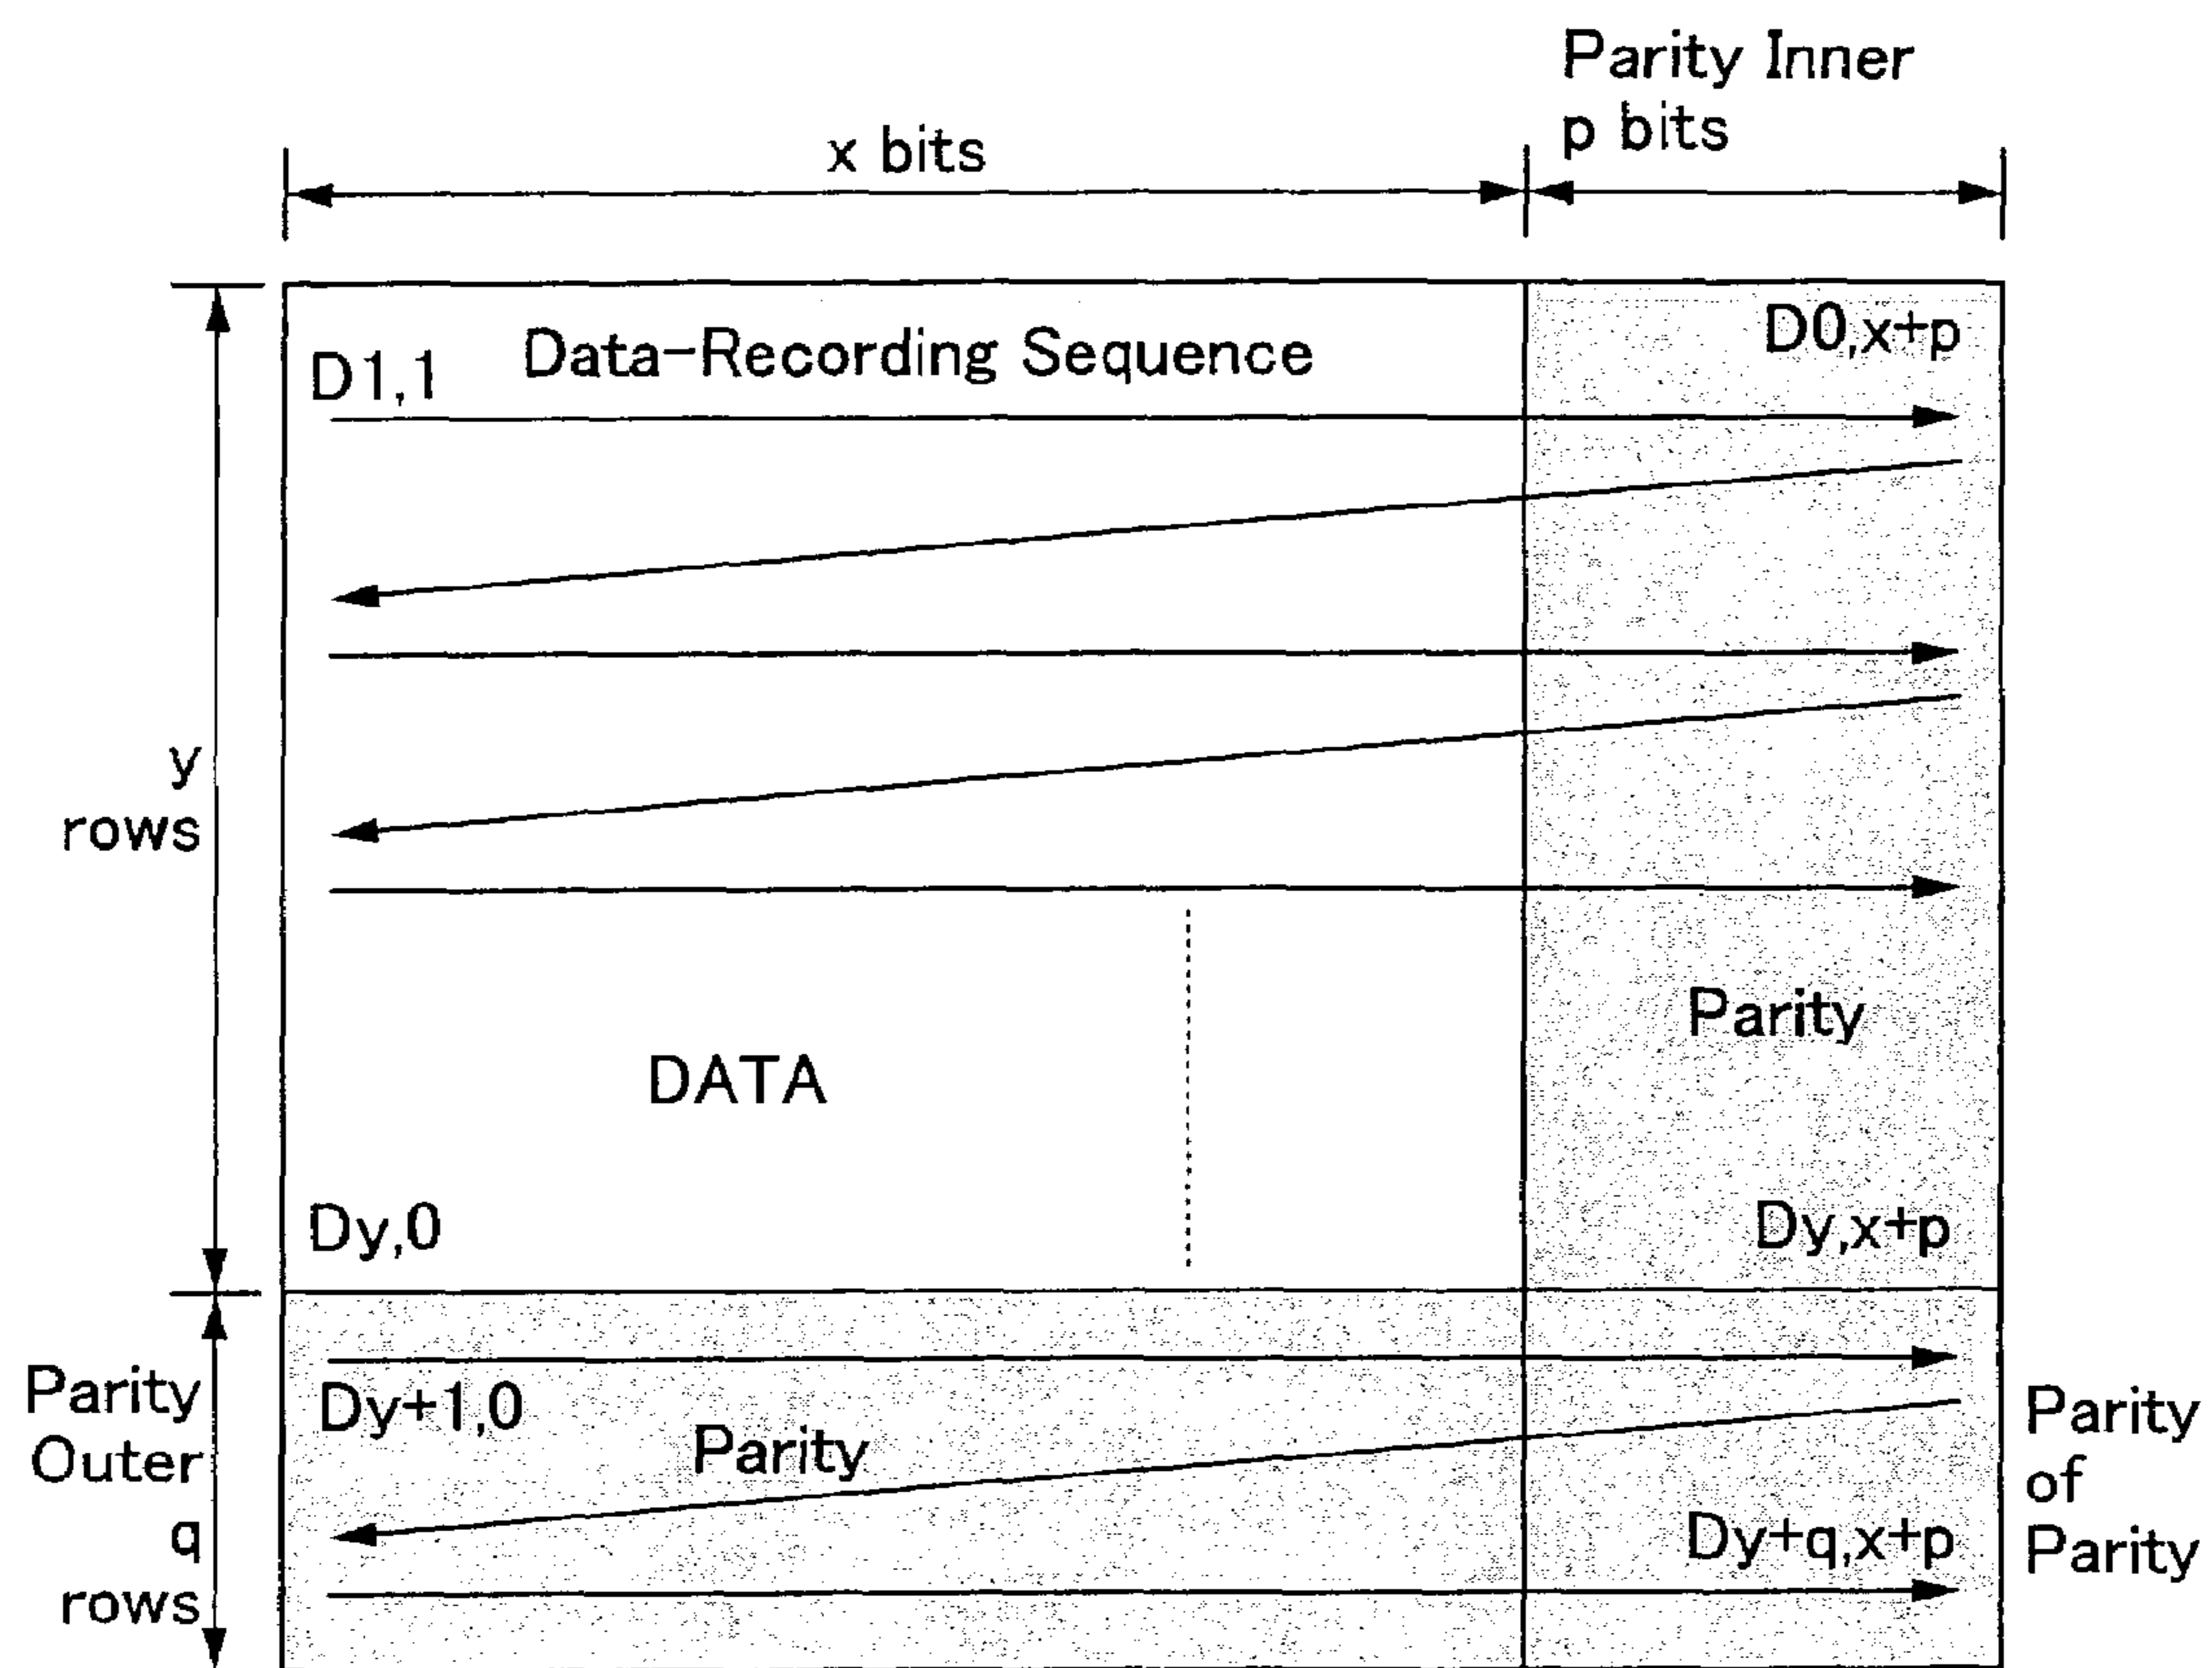 Parity Inner
p bits
x bits
Data-Recording Sequence
D1,1
D0,x+p
y
rows
DATA
Parity
Dy,0
Dy,x+p
Parity
Outer
q
rows
Dy+1,0
Parity
Dy+q,x+p
Parity
of
Parity